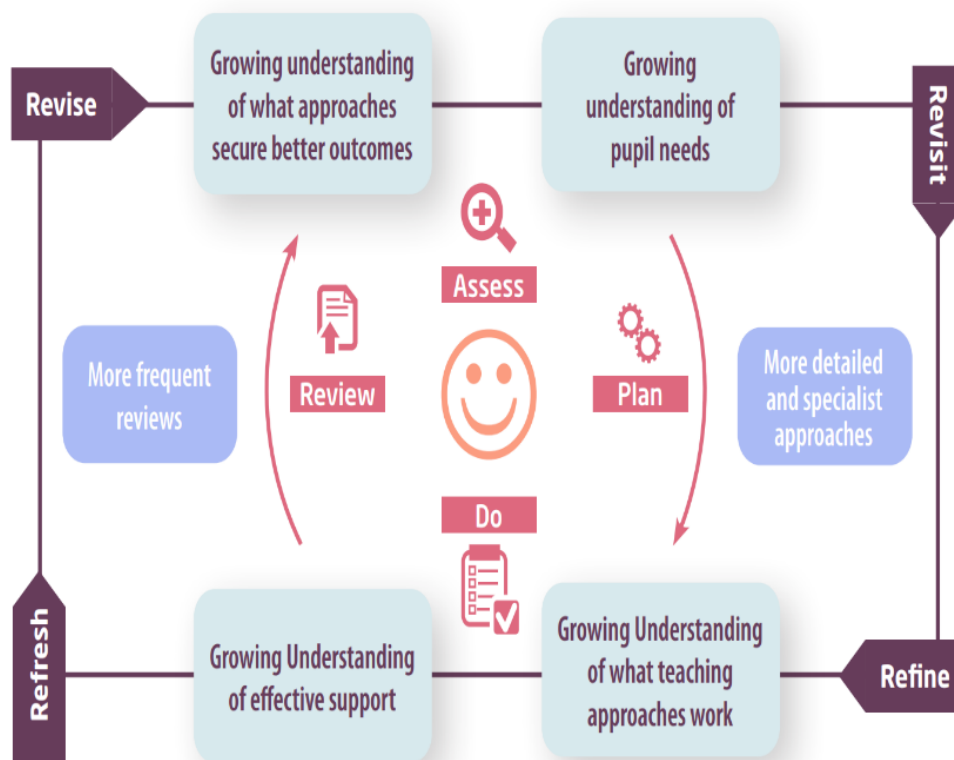 Growing understanding
of what approaches
secure better outcomes
Growing
understanding of
pupil needs
Revise
Revisit
Assess
More frequent
reviews
Review
Plan
More detailed
and specialist
approaches
Do
Refresh
Growing Understanding
of effective support
Growing Understanding
of what teaching
approaches work
Refine